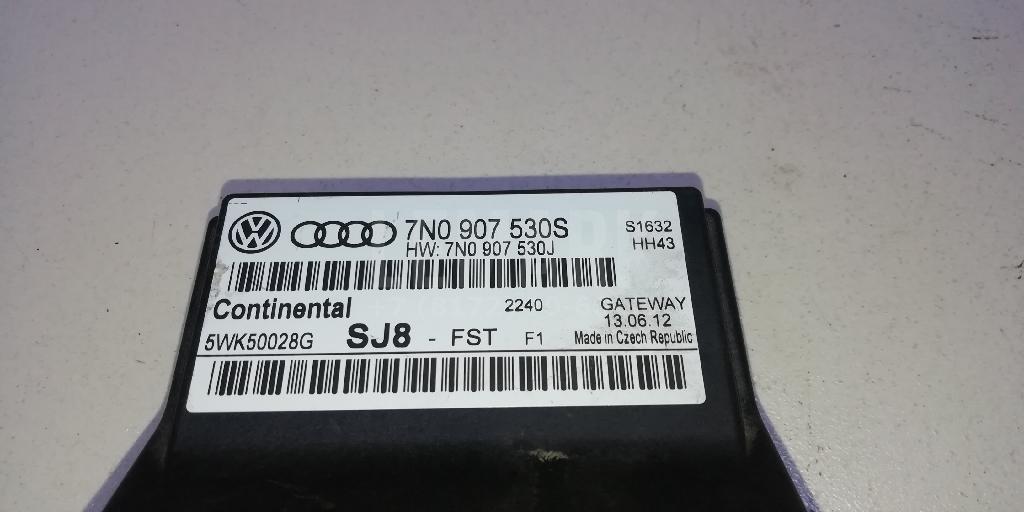 7N0 907 530S
S1632
HW: 7N0 907 530J
HH43
Continental
2240
GATEWAY
13.06.12
5WK50028G
SJ8 - FST
F1
Made in Czech Republic